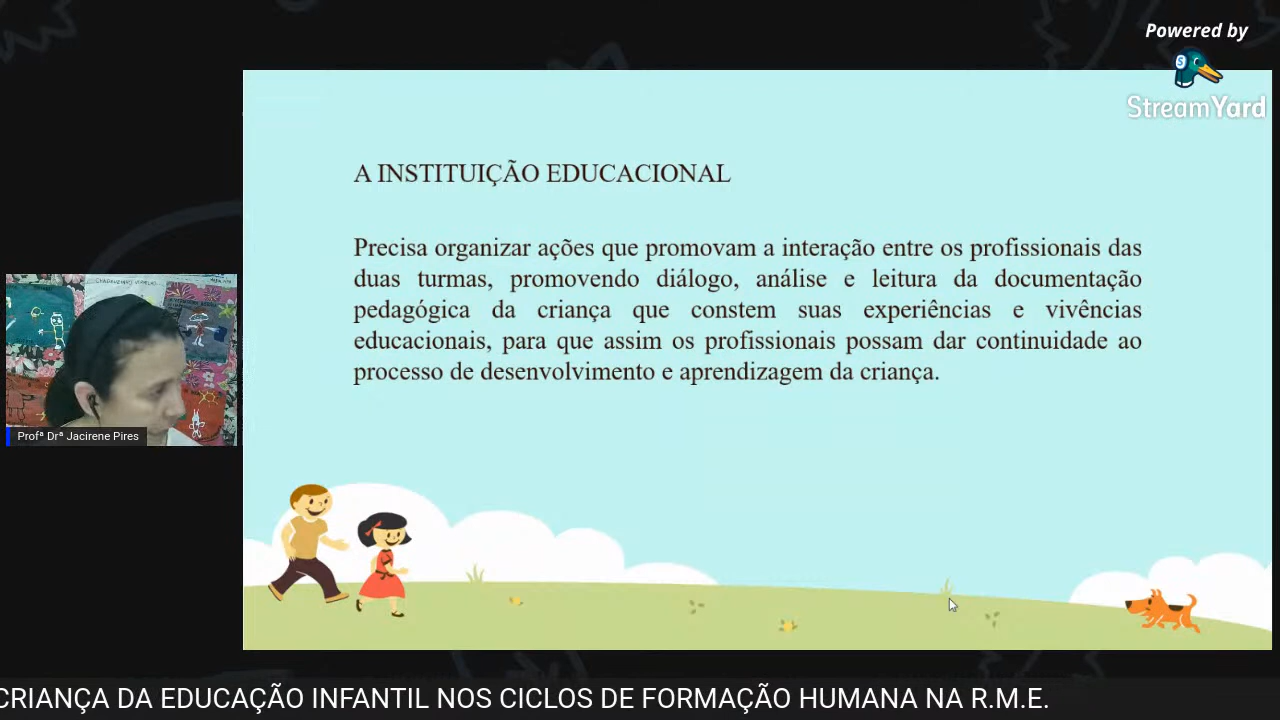 Powered by
StreamYard
A INSTITUIÇÃO EDUCACIONAL
Precisa organizar ações que promovam a interação entre os profissionais das
duas turmas, promovendo diálogo, análise e leitura da documentação
pedagógica da criança que constem suas experiências e vivências
educacionais, para que assim os profissionais possam dar continuidade ao
processo de desenvolvimento e aprendizagem da criança.
Profª Drª Jacirene Pires
CRIANÇA DA EDUCAÇÃO INFANTIL NOS CICLOS DE FORMAÇÃO HUMANA NA R.M.E.